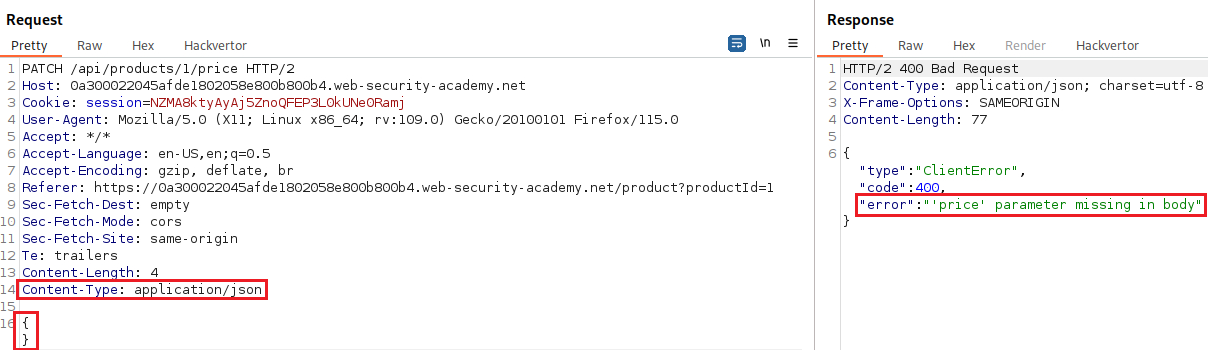 Request
Pretty Raw Hex Hackvertor
\n
1 PATCH /api/products/1/price HTTP/2
2 Host: 0a300022045afde1802058e800b800b4.web-security-academy.net
3 Cookie: session=NZMA8ktyAyAj5ZnoQFEP3L0kUNe0Ramj
4 User-Agent: Mozilla/5.0 (X11; Linux x86_64; rv:109.0) Gecko/20100101 Firefox/115.0
5 Accept: */*
6 Accept-Language: en-US,en;q=0.5
7 Accept-Encoding: gzip, deflate, br
8 Referer: https://0a300022045afde1802058e800b800b4.web-security-academy.net/product?productId=1
9 Sec-Fetch-Dest: empty
10 Sec-Fetch-Mode: cors
11 Sec-Fetch-Site: same-origin
12 Te: trailers
13 Content-Length: 4
14 Content-Type: application/json
15
16 {
}
Response
Pretty Raw Hex Render Hackvertor
1 HTTP/2 400 Bad Request
2 Content-Type: application/json; charset=utf-8
3 X-Frame-Options: SAMEORIGIN
4 Content-Length: 77
5
6 {
"type":"ClientError",
"code":400,
"error":"'price' parameter missing in body"
}